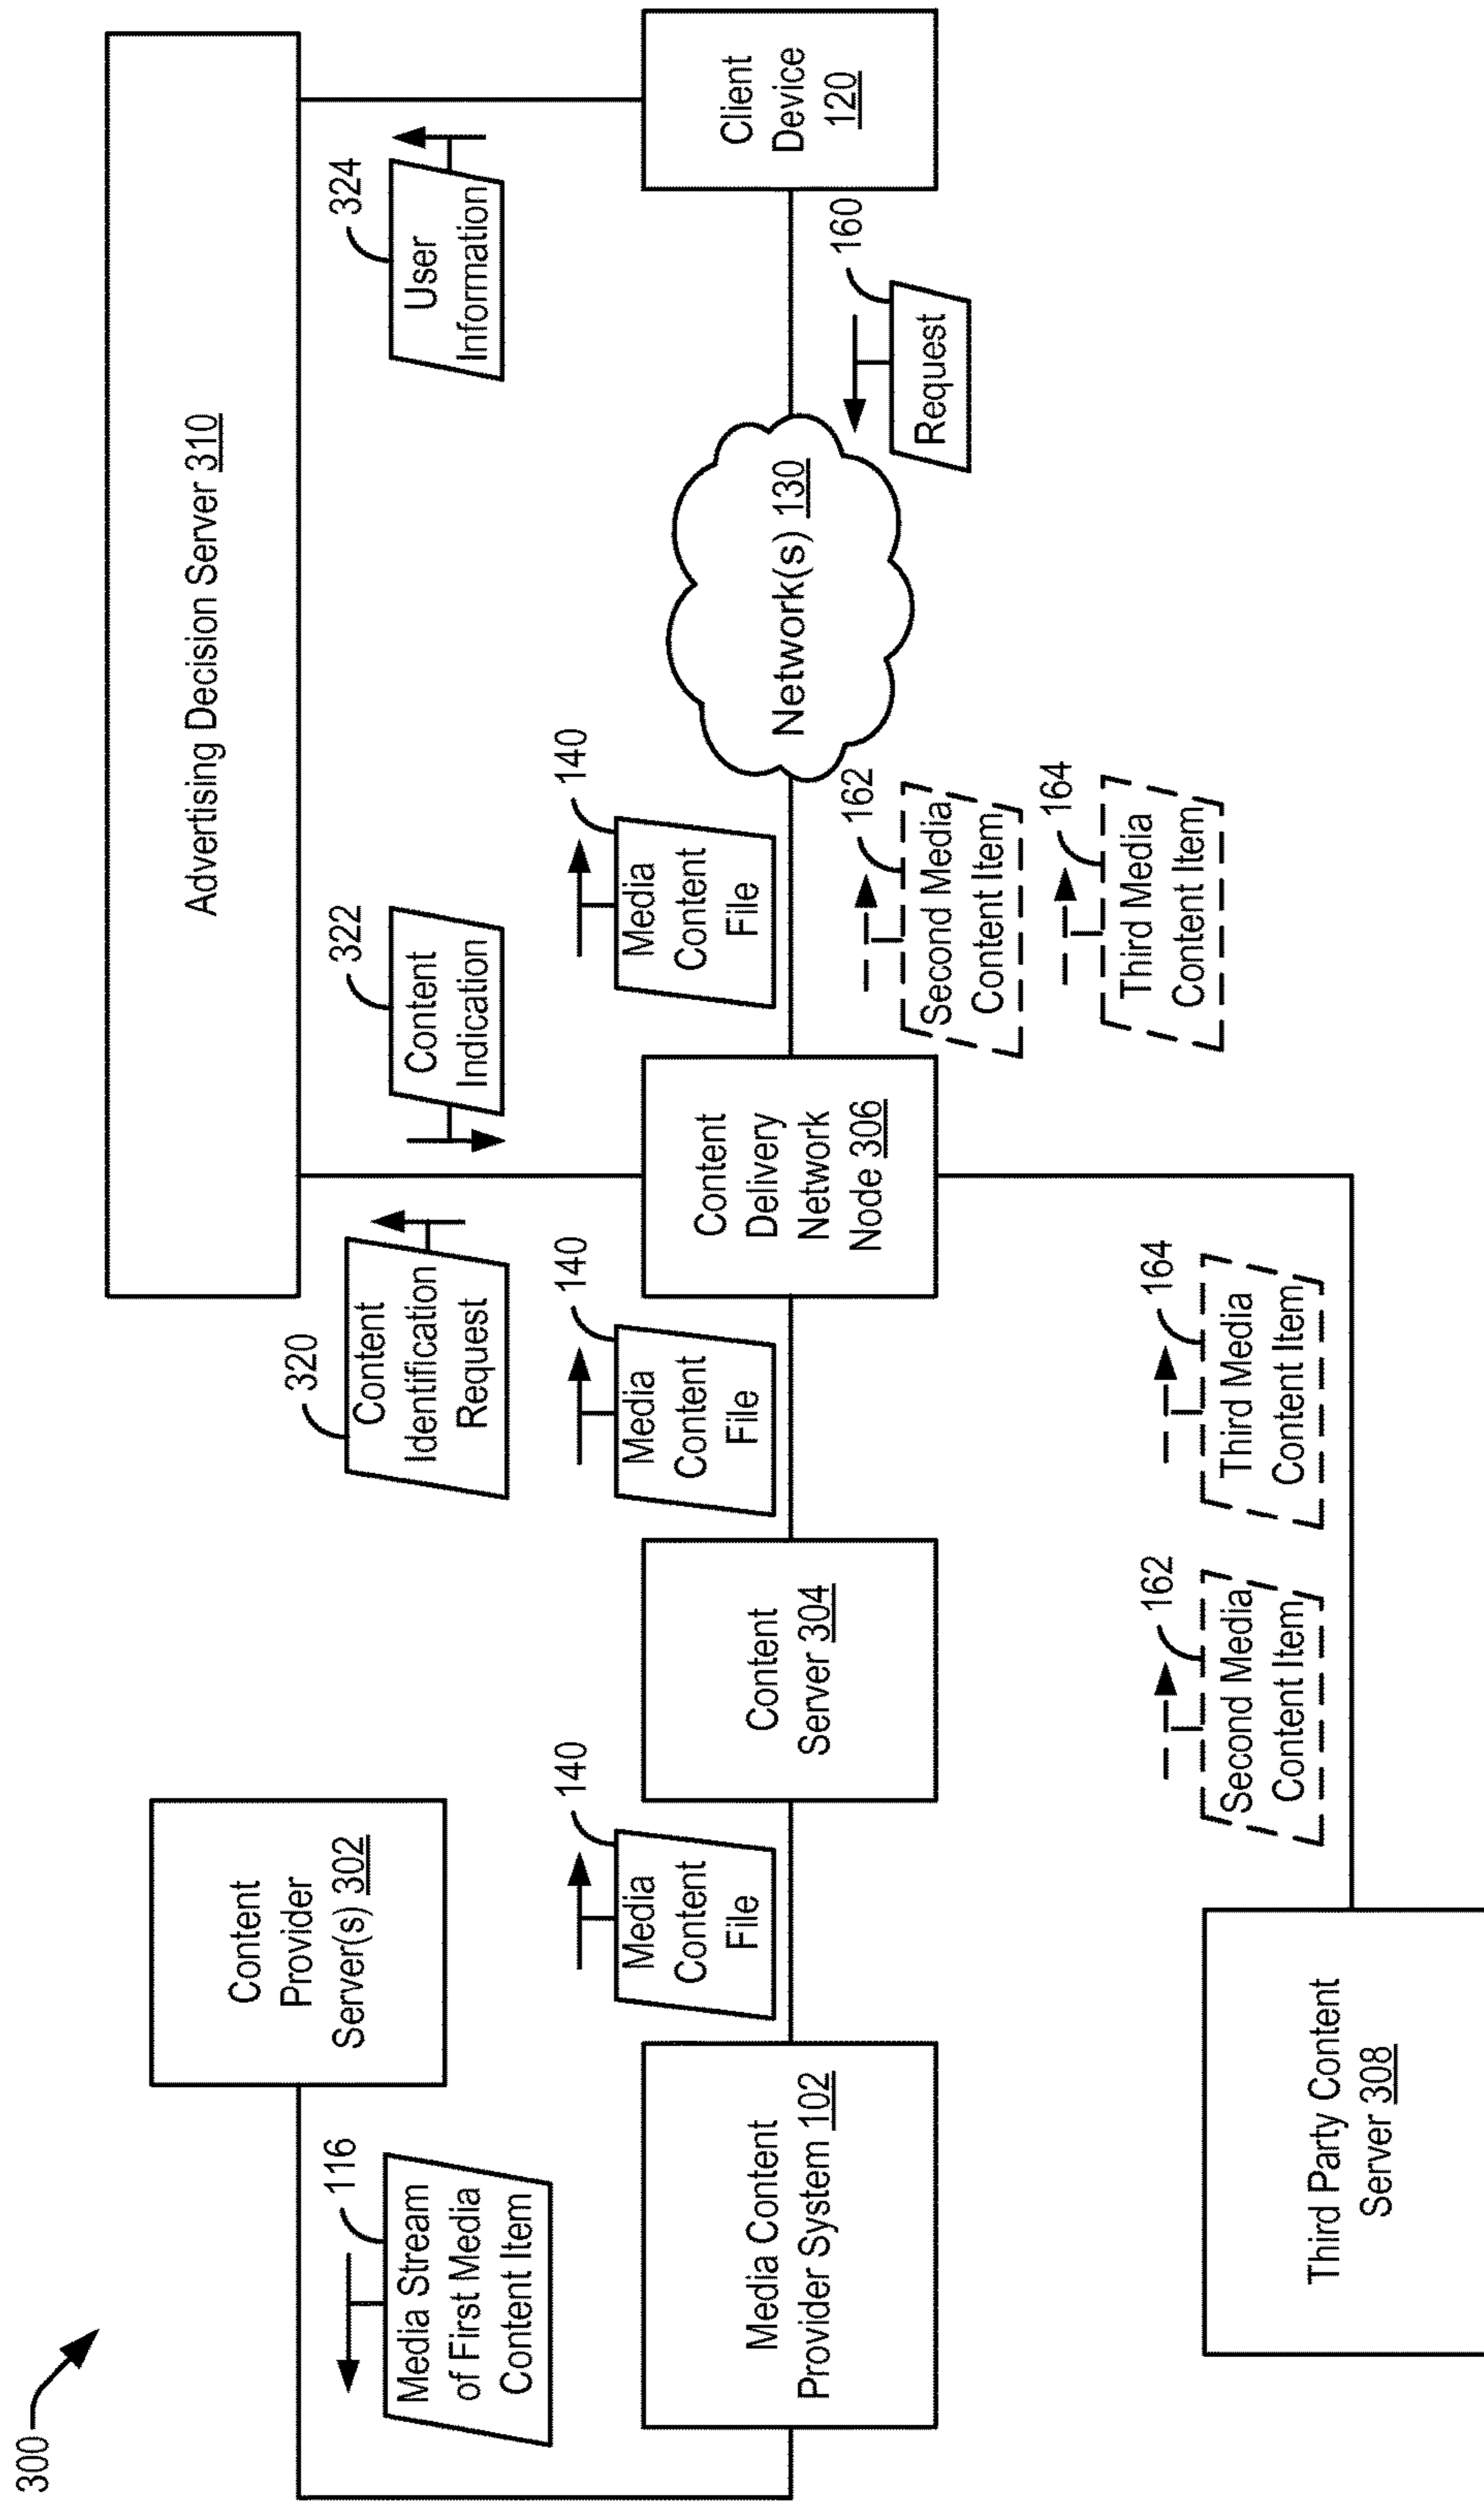 300
Advertising Decision Server 310
Content
Provider
Server(s) 302
116
Media Stream
of First Media
Content Item
320
Content
Identification
Request
322
Content
Indication
324
User
Information
140
Media
Content
File
140
Media
Content
File
140
Media
Content
File
Media Content
Provider System 102
Content
Server 304
Content
Delivery
Network
Node 306
Network(s) 130
Client
Device
120
160
Request
162
Second Media
Content Item
164
Third Media
Content Item
162
Second Media
Content Item
164
Third Media
Content Item
Third Party Content
Server 308